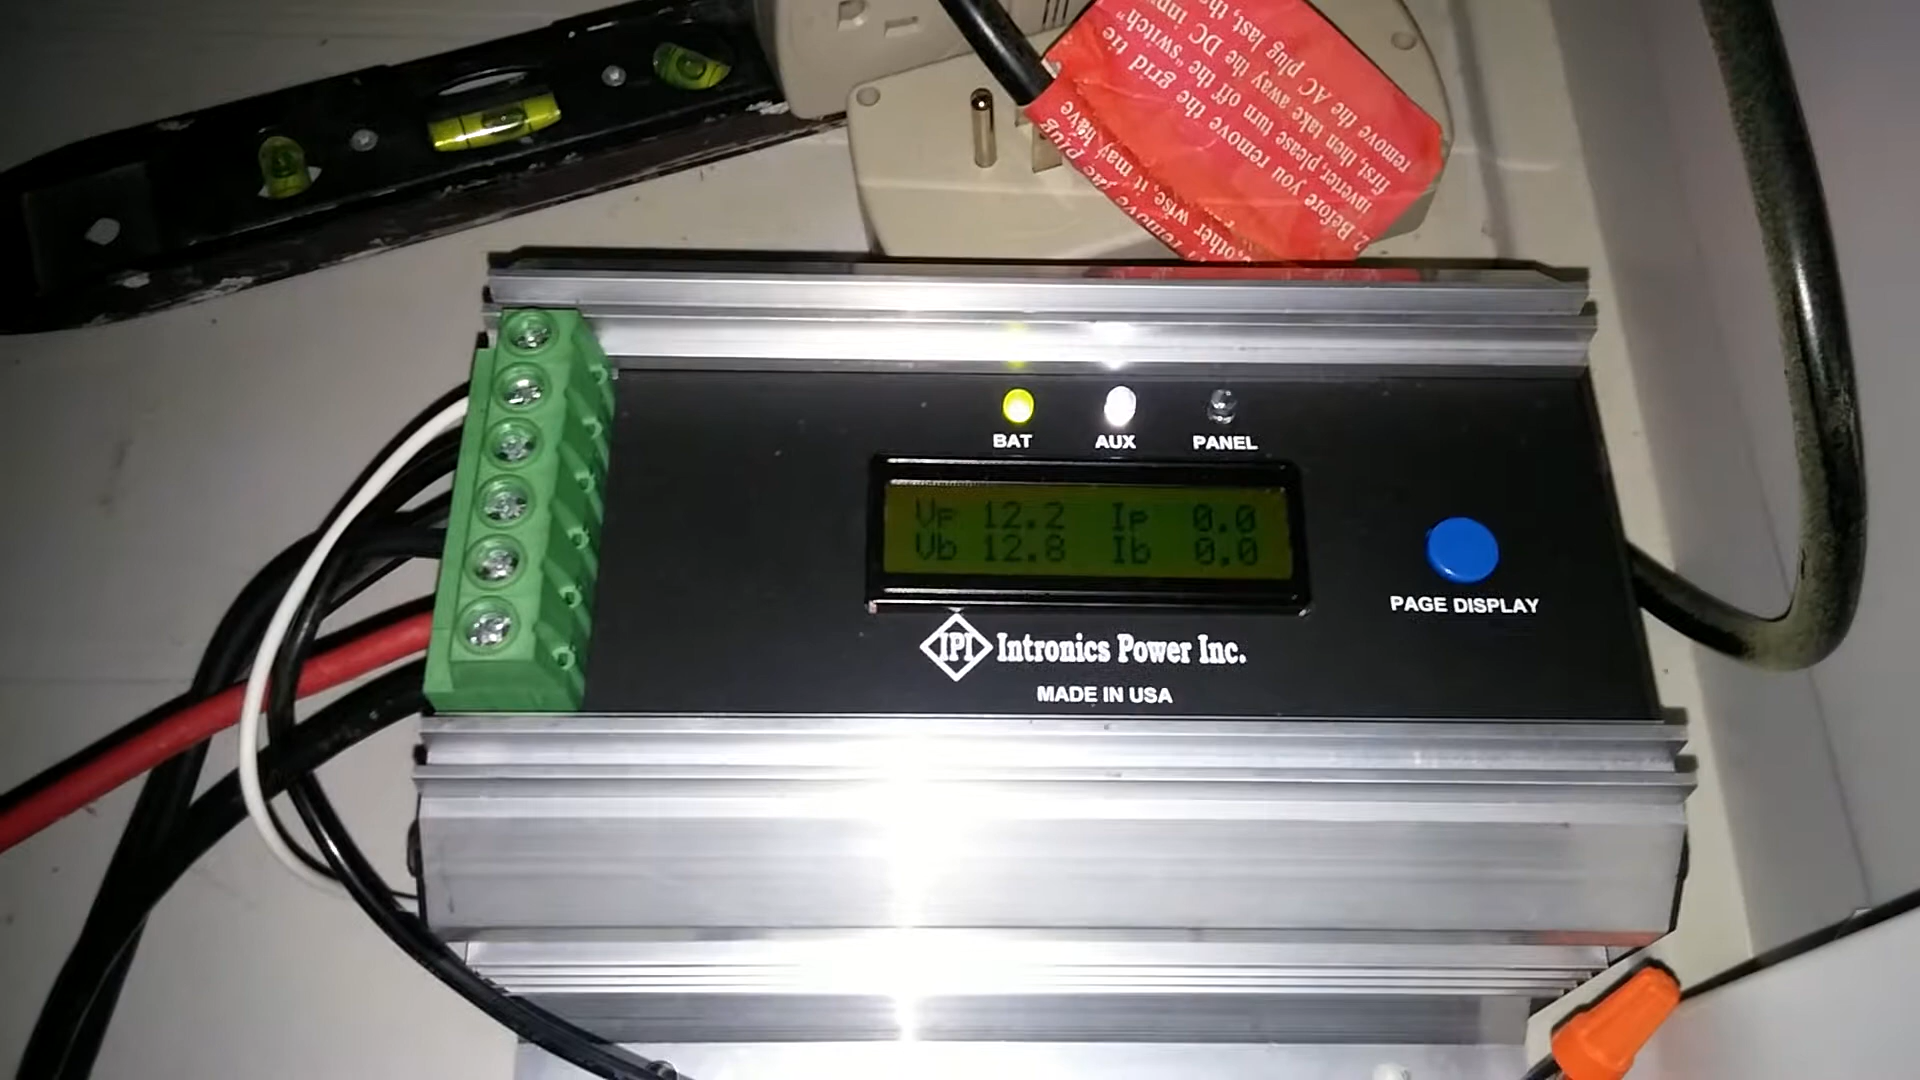 2. Before you remove the grid tie
inverter, please turn off the "switch"
first, then take away the DC
remove the AC plug last, the
wise, it may have
BAT AUX PANEL
Vp 12.2 Ip 0.0
Vb 12.8 Ib 0.0
PAGE DISPLAY
IPI Intronics Power Inc.
MADE IN USA